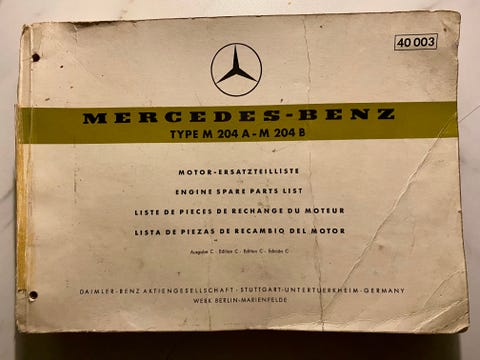 40 003
MERCEDES-BENZ
TYPE M 204 A - M 204 B
MOTOR-ERSATZTEILLISTE
ENGINE SPARE PARTS LIST
LISTE DE PIECES DE RECHANGE DU MOTEUR
LISTA DE PIEZAS DE RECAMBIO DEL MOTOR
Ausgabe C - Edition C - Edition C - Edición C
DAIMLER-BENZ AKTIENGESELLSCHAFT · STUTTGART-UNTERTUERKHEIM · GERMANY
WERK BERLIN-MARIENFELDE